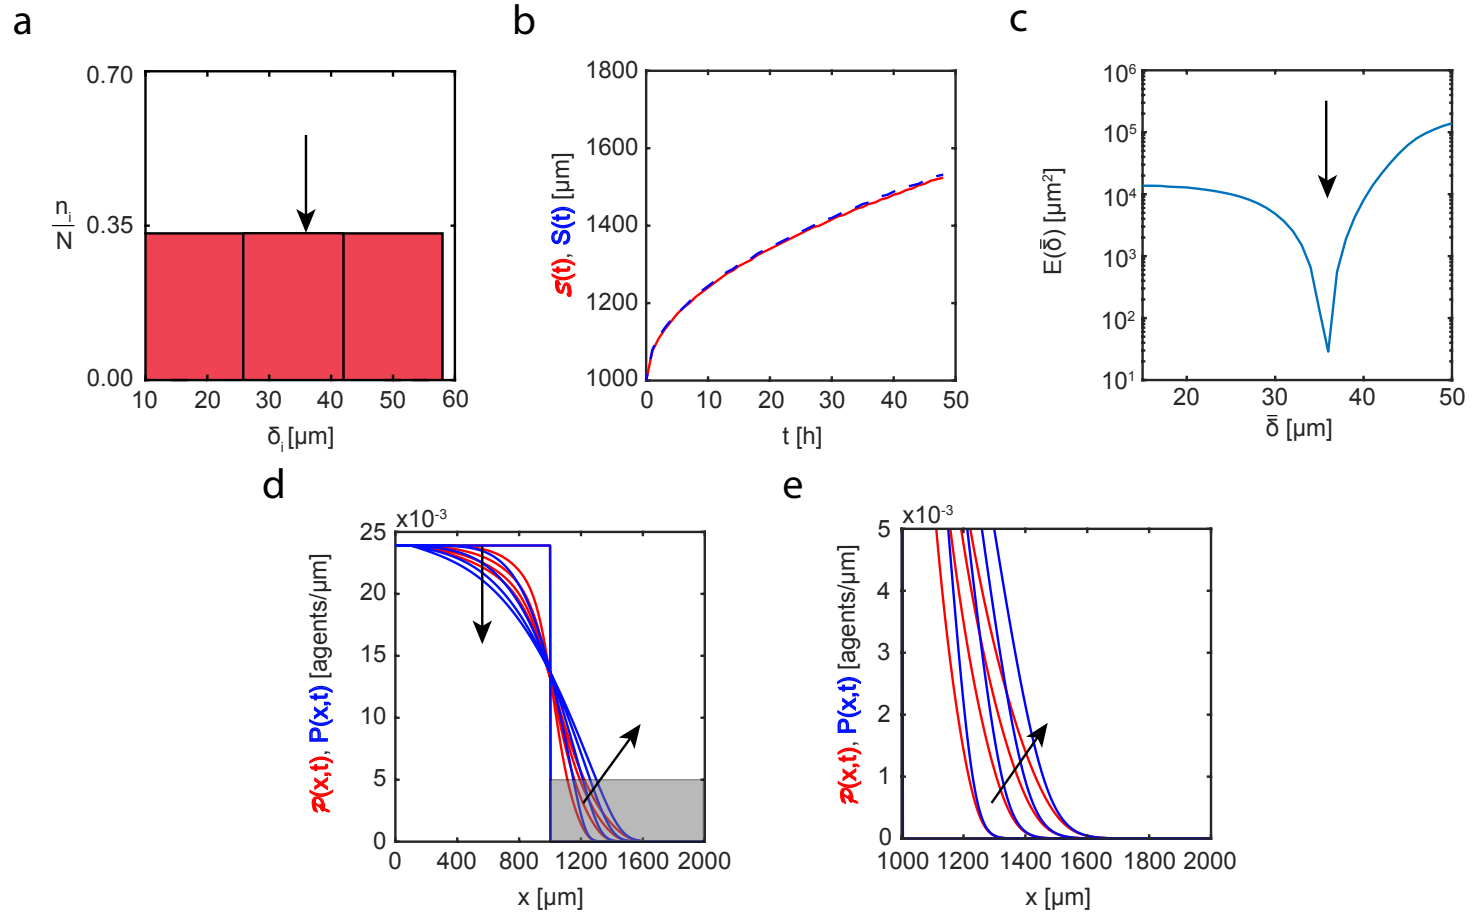 a
0.70
0.35
0.00
n_i
N
10 20 30 40 50 60
δ_i [µm]
b
1800
1600
1400
1200
1000
𝒮(t), S(t) [µm]
0 10 20 30 40 50
t [h]
c
10^6
10^5
10^4
10^3
10^2
10^1
E(δ̄) [µm²]
20 30 40 50
δ̄ [µm]
d
x10^-3
25
20
15
10
5
0
𝒫(x,t), P(x,t) [agents/µm]
0 400 800 1200 1600 2000
x [µm]
e
x10^-3
5
4
3
2
1
0
𝒫(x,t), P(x,t) [agents/µm]
1000 1200 1400 1600 1800 2000
x [µm]